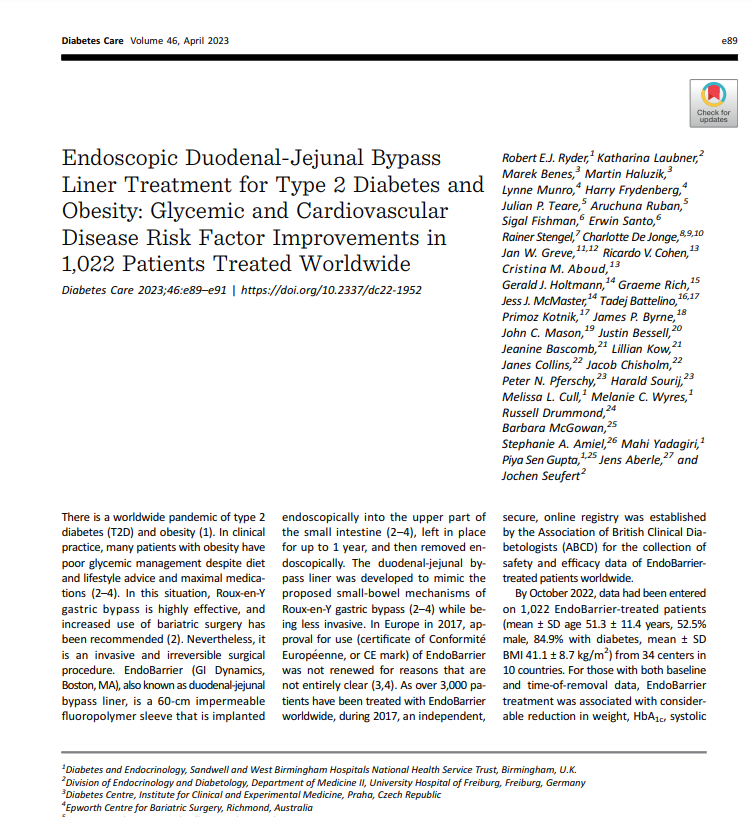 Diabetes Care Volume 46, April 2023
e89
Check for
updates
Endoscopic Duodenal-Jejunal Bypass
Liner Treatment for Type 2 Diabetes and
Obesity: Glycemic and Cardiovascular
Disease Risk Factor Improvements in
1,022 Patients Treated Worldwide
Diabetes Care 2023;46:e89–e91 | https://doi.org/10.2337/dc22-1952
Robert E.J. Ryder,1 Katharina Laubner,2
Marek Benes,3 Martin Haluzik,3
Lynne Munro,4 Harry Frydenberg,4
Julian P. Teare,5 Aruchuna Ruban,5
Sigal Fishman,6 Erwin Santo,6
Rainer Stengel,7 Charlotte De Jonge,8,9,10
Jan W. Greve,11,12 Ricardo V. Cohen,13
Cristina M. Aboud,13
Gerald J. Holtmann,14 Graeme Rich,15
Jess J. McMaster,14 Tadej Battelino,16,17
Primoz Kotnik,17 James P. Byrne,18
John C. Mason,19 Justin Bessell,20
Jeanine Bascomb,21 Lillian Kow,21
Janes Collins,22 Jacob Chisholm,22
Peter N. Pferschy,23 Harald Sourij,23
Melissa L. Cull,1 Melanie C. Wyres,1
Russell Drummond,24
Barbara McGowan,25
Stephanie A. Amiel,26 Mahi Yadagiri,1
Piya Sen Gupta,1,25 Jens Aberle,27 and
Jochen Seufert2
There is a worldwide pandemic of type 2
diabetes (T2D) and obesity (1). In clinical
practice, many patients with obesity have
poor glycemic management despite diet
and lifestyle advice and maximal medica-
tions (2–4). In this situation, Roux-en-Y
gastric bypass is highly effective, and
increased use of bariatric surgery has
been recommended (2). Nevertheless, it
is an invasive and irreversible surgical
procedure. EndoBarrier (GI Dynamics,
Boston, MA), also known as duodenal-jejunal
bypass liner, is a 60-cm impermeable
fluoropolymer sleeve that is implanted
endoscopically into the upper part of
the small intestine (2–4), left in place
for up to 1 year, and then removed en-
doscopically. The duodenal-jejunal by-
pass liner was developed to mimic the
proposed small-bowel mechanisms of
Roux-en-Y gastric bypass (2–4) while be-
ing less invasive. In Europe in 2017, ap-
proval for use (certificate of Conformité
Européenne, or CE mark) of EndoBarrier
was not renewed for reasons that are
not entirely clear (3,4). As over 3,000 pa-
tients have been treated with EndoBarrier
worldwide, during 2017, an independent,
secure, online registry was established
by the Association of British Clinical Dia-
betologists (ABCD) for the collection of
safety and efficacy data of EndoBarrier-
treated patients worldwide.
By October 2022, data had been entered
on 1,022 EndoBarrier-treated patients
(mean ± SD age 51.3 ± 11.4 years, 52.5%
male, 84.9% with diabetes, mean ± SD
BMI 41.1 ± 8.7 kg/m2) from 34 centers in
10 countries. For those with both baseline
and time-of-removal data, EndoBarrier
treatment was associated with consider-
able reduction in weight, HbA1c, systolic
1Diabetes and Endocrinology, Sandwell and West Birmingham Hospitals National Health Service Trust, Birmingham, U.K.
2Division of Endocrinology and Diabetology, Department of Medicine II, University Hospital of Freiburg, Freiburg, Germany
3Diabetes Centre, Institute for Clinical and Experimental Medicine, Praha, Czech Republic
4Epworth Centre for Bariatric Surgery, Richmond, Australia